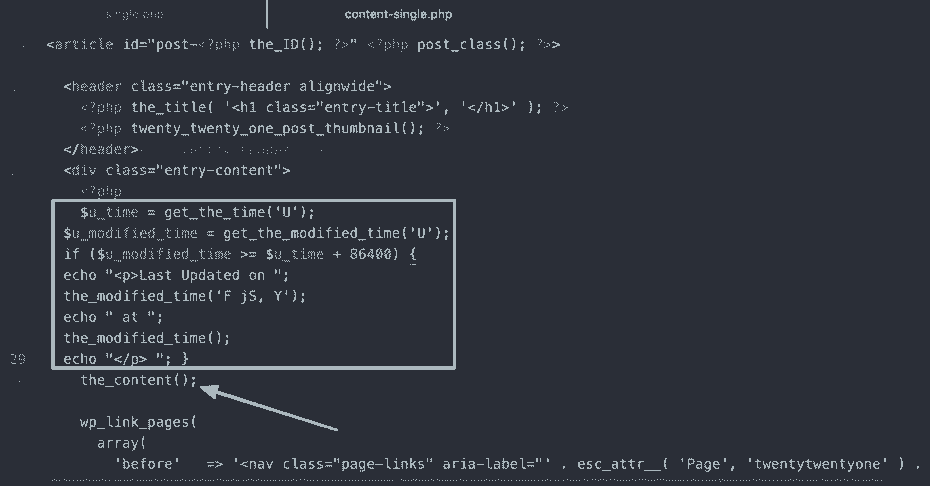 single.php
content-single.php
<article id="post-<?php the_ID(); ?>" <?php post_class(); ?>>
<header class="entry-header alignwide">
<?php the_title( '<h1 class="entry-title">', '</h1>' ); ?>
<?php twenty_twenty_one_post_thumbnail(); ?>
</header>
<div class="entry-content">
<?php
$u_time = get_the_time('U');
$u_modified_time = get_the_modified_time('U');
if ($u_modified_time >= $u_time + 86400) {
echo "<p>Last Updated on ";
the_modified_time('F jS, Y');
echo " at ";
the_modified_time();
29 echo "</p> "; }
the_content();
wp_link_pages(
array(
'before' => '<nav class="page-links" aria-label="' . esc_attr__( 'Page', 'twentytwentyone' ) .